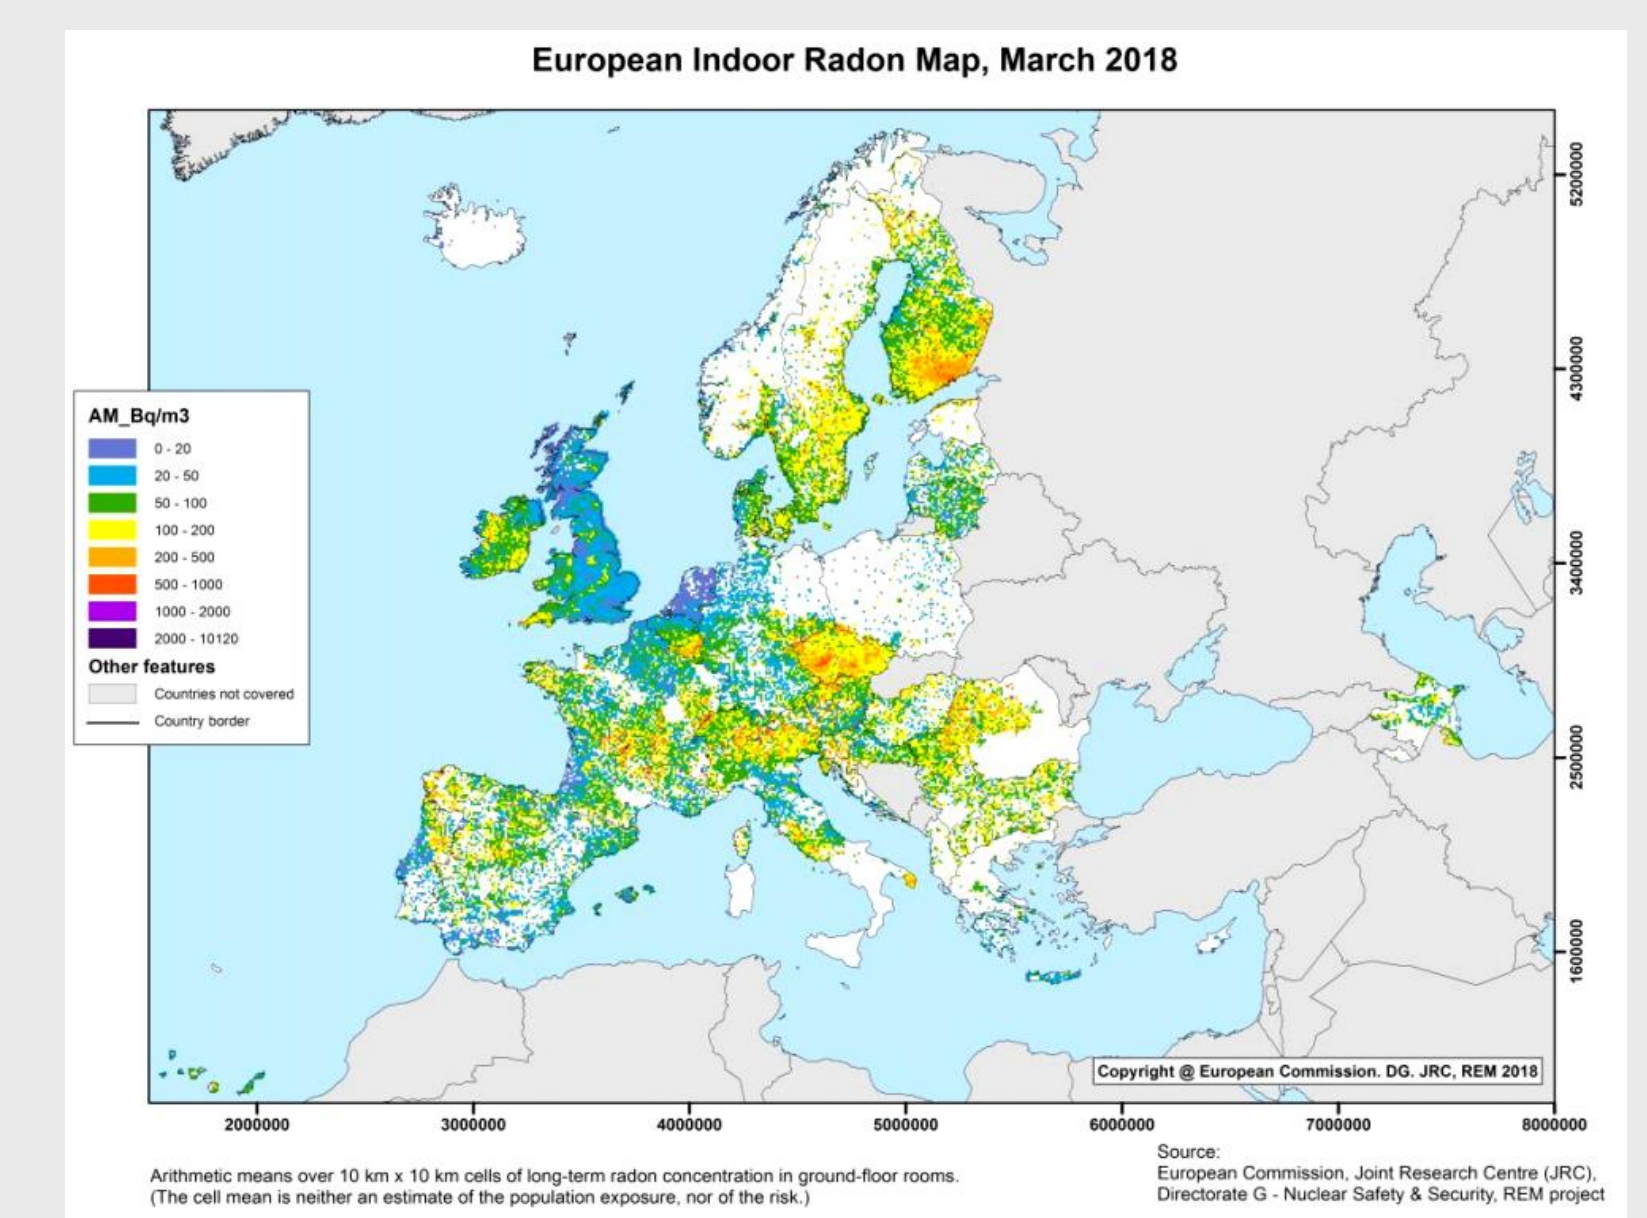 European Indoor Radon Map, March 2018
AM_Bq/m3
0 - 20
20 - 50
50 - 100
100 - 200
200 - 500
500 - 1000
1000 - 2000
2000 - 10120
Other features
Countries not covered
Country border
5200000
4300000
3400000
2500000
1600000
Copyright @ European Commission. DG. JRC, REM 2018
2000000 3000000 4000000 5000000 6000000 7000000 8000000
Arithmetic means over 10 km x 10 km cells of long-term radon concentration in ground-floor rooms.
(The cell mean is neither an estimate of the population exposure, nor of the risk.)
Source:
European Commission, Joint Research Centre (JRC),
Directorate G - Nuclear Safety & Security, REM project